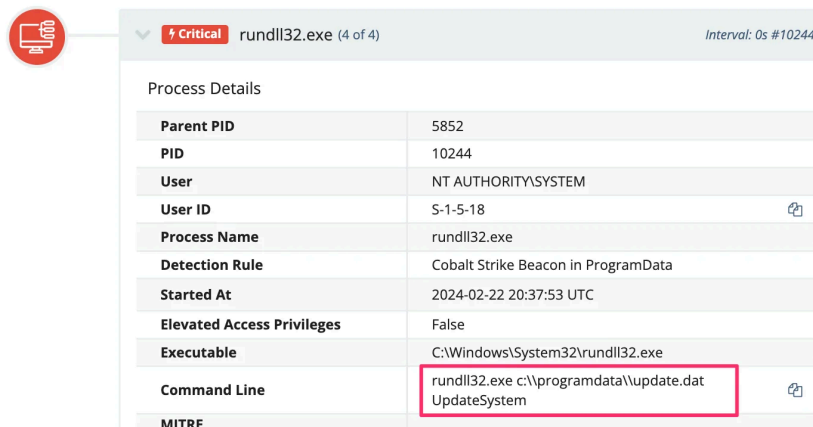 Critical rundll32.exe (4 of 4) Interval: 0s #10244
Process Details
Parent PID 5852
PID 10244
User NT AUTHORITY\SYSTEM
User ID S-1-5-18
Process Name rundll32.exe
Detection Rule Cobalt Strike Beacon in ProgramData
Started At 2024-02-22 20:37:53 UTC
Elevated Access Privileges False
Executable C:\Windows\System32\rundll32.exe
Command Line rundll32.exe c:\\programdata\\update.dat
UpdateSystem
MITRE